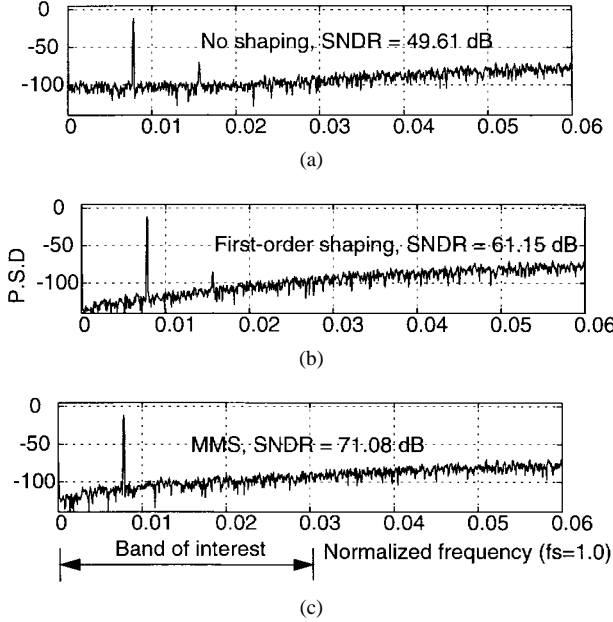 0
-50
-100
No shaping, SNDR = 49.61 dB
0 0.01 0.02 0.03 0.04 0.05 0.06
(a)
P.S.D
0
-50
-100
First-order shaping, SNDR = 61.15 dB
0 0.01 0.02 0.03 0.04 0.05 0.06
(b)
0
-50
-100
MMS, SNDR = 71.08 dB
0 0.01 0.02 0.03 0.04 0.05 0.06
Band of interest Normalized frequency (fs=1.0)
(c)